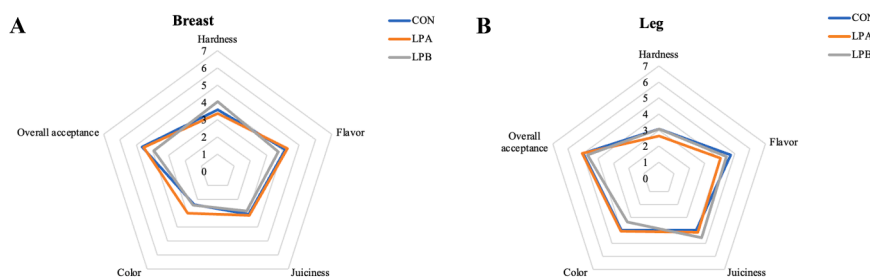 A
Breast
CON
LPA
LPB
Hardness
7
6
5
4
3
2
1
0
Overall acceptance
Flavor
Color
Juiciness
B
Leg
CON
LPA
LPB
Hardness
7
6
5
4
3
2
1
0
Overall
acceptance
Flavor
Color
Juiciness